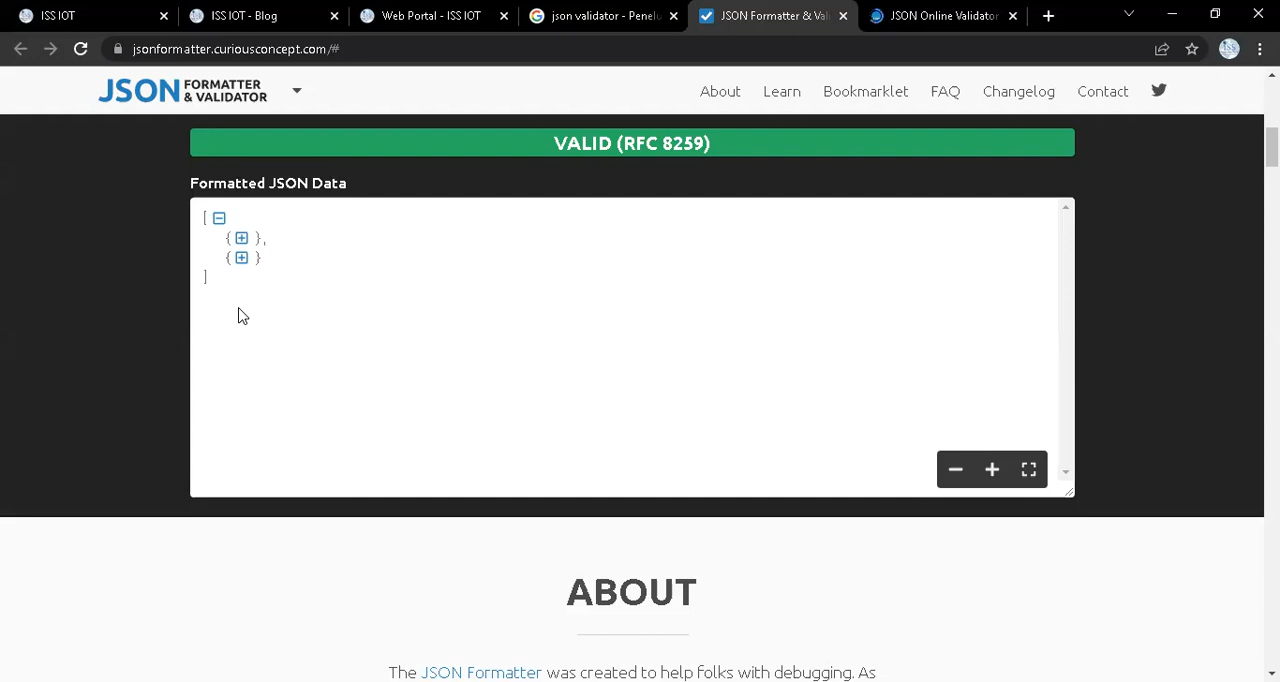 ISS IOT
ISS IOT - Blog
Web Portal - ISS IOT
json validator - Penelu
JSON Formatter & Vali
JSON Online Validator
jsonformatter.curiousconcept.com/#
JSON FORMATTER & VALIDATOR
About
Learn
Bookmarklet
FAQ
Changelog
Contact
VALID (RFC 8259)
Formatted JSON Data
[
{ },
{ }
]
ABOUT
The JSON Formatter was created to help folks with debugging. As